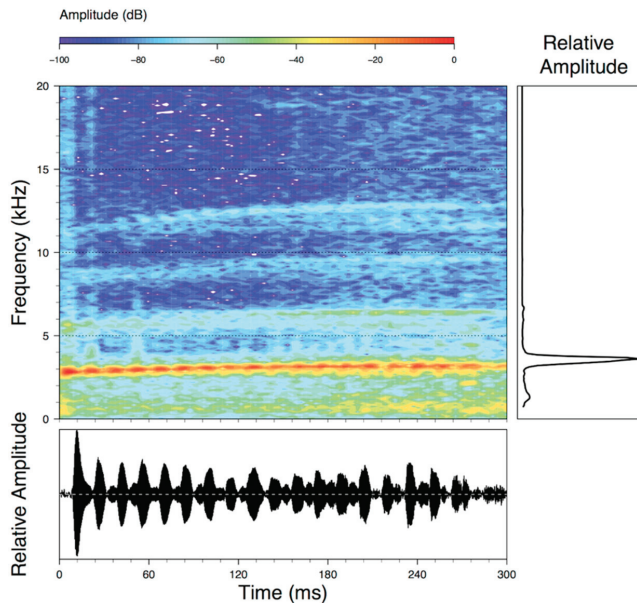 Amplitude (dB)
−100 −80 −60 −40 −20 0
Relative
Amplitude
20
15
10
5
0
Frequency (kHz)
Relative Amplitude
0 60 120 180 240 300
Time (ms)